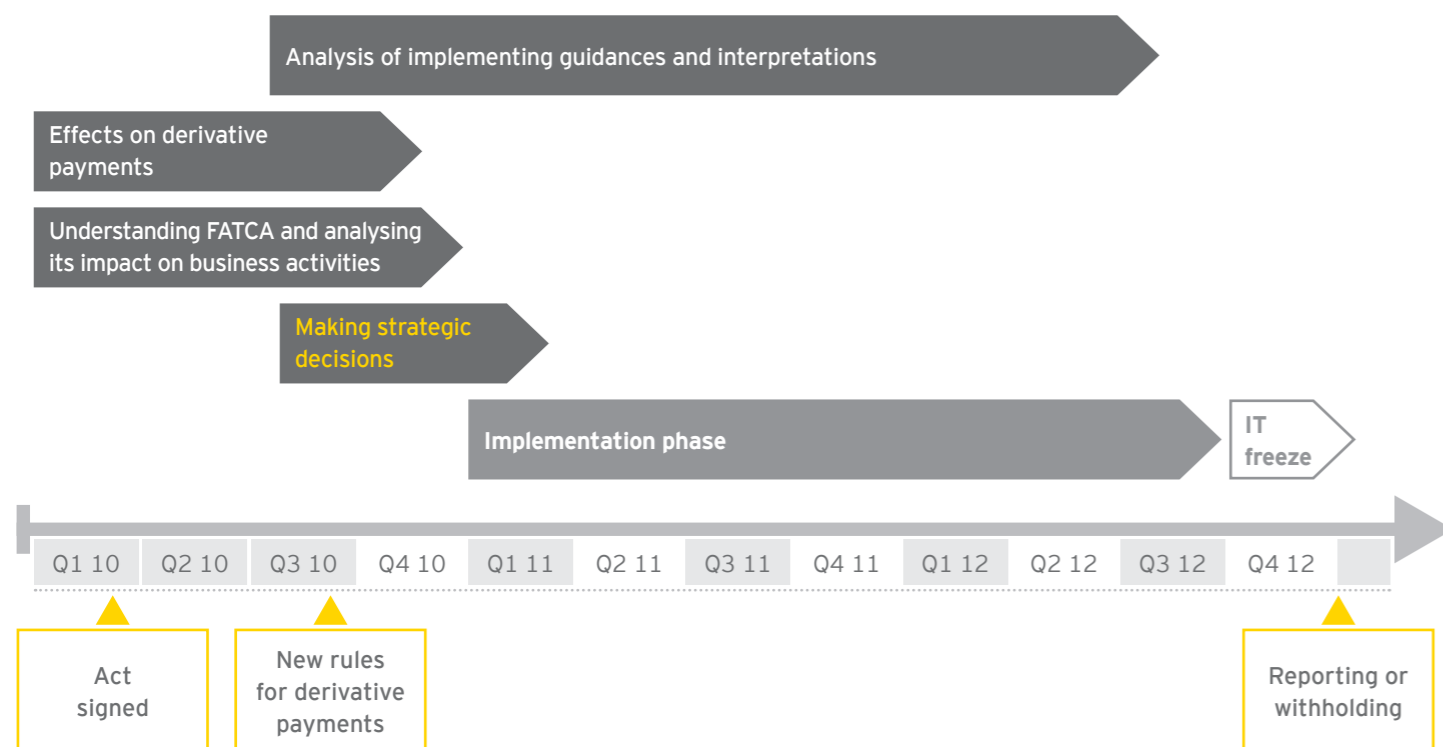 Analysis of implementing guidances and interpretations
Effects on derivative
payments
Understanding FATCA and analysing
its impact on business activities
Making strategic
decisions
Implementation phase
IT
freeze
Q1 10 Q2 10 Q3 10 Q4 10 Q1 11 Q2 11 Q3 11 Q4 11 Q1 12 Q2 12 Q3 12 Q4 12
Act
signed
New rules
for derivative
payments
Reporting or
withholding